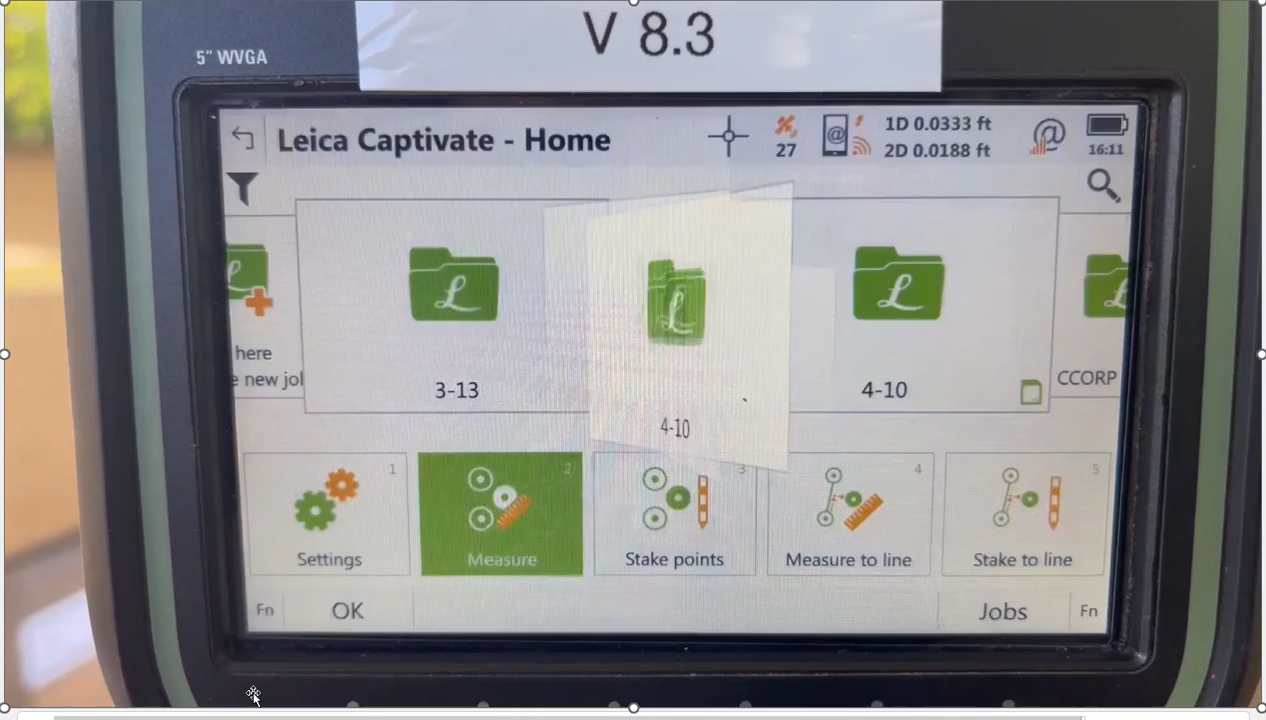 V 8.3
5" WVGA
Leica Captivate - Home
27
@
1D 0.0333 ft
2D 0.0188 ft
@
16:11
here
e new jol
3-13
4-10
4-10
CCORP
1
2
3
4
5
Settings
Measure
Stake points
Measure to line
Stake to line
Fn
OK
Jobs
Fn